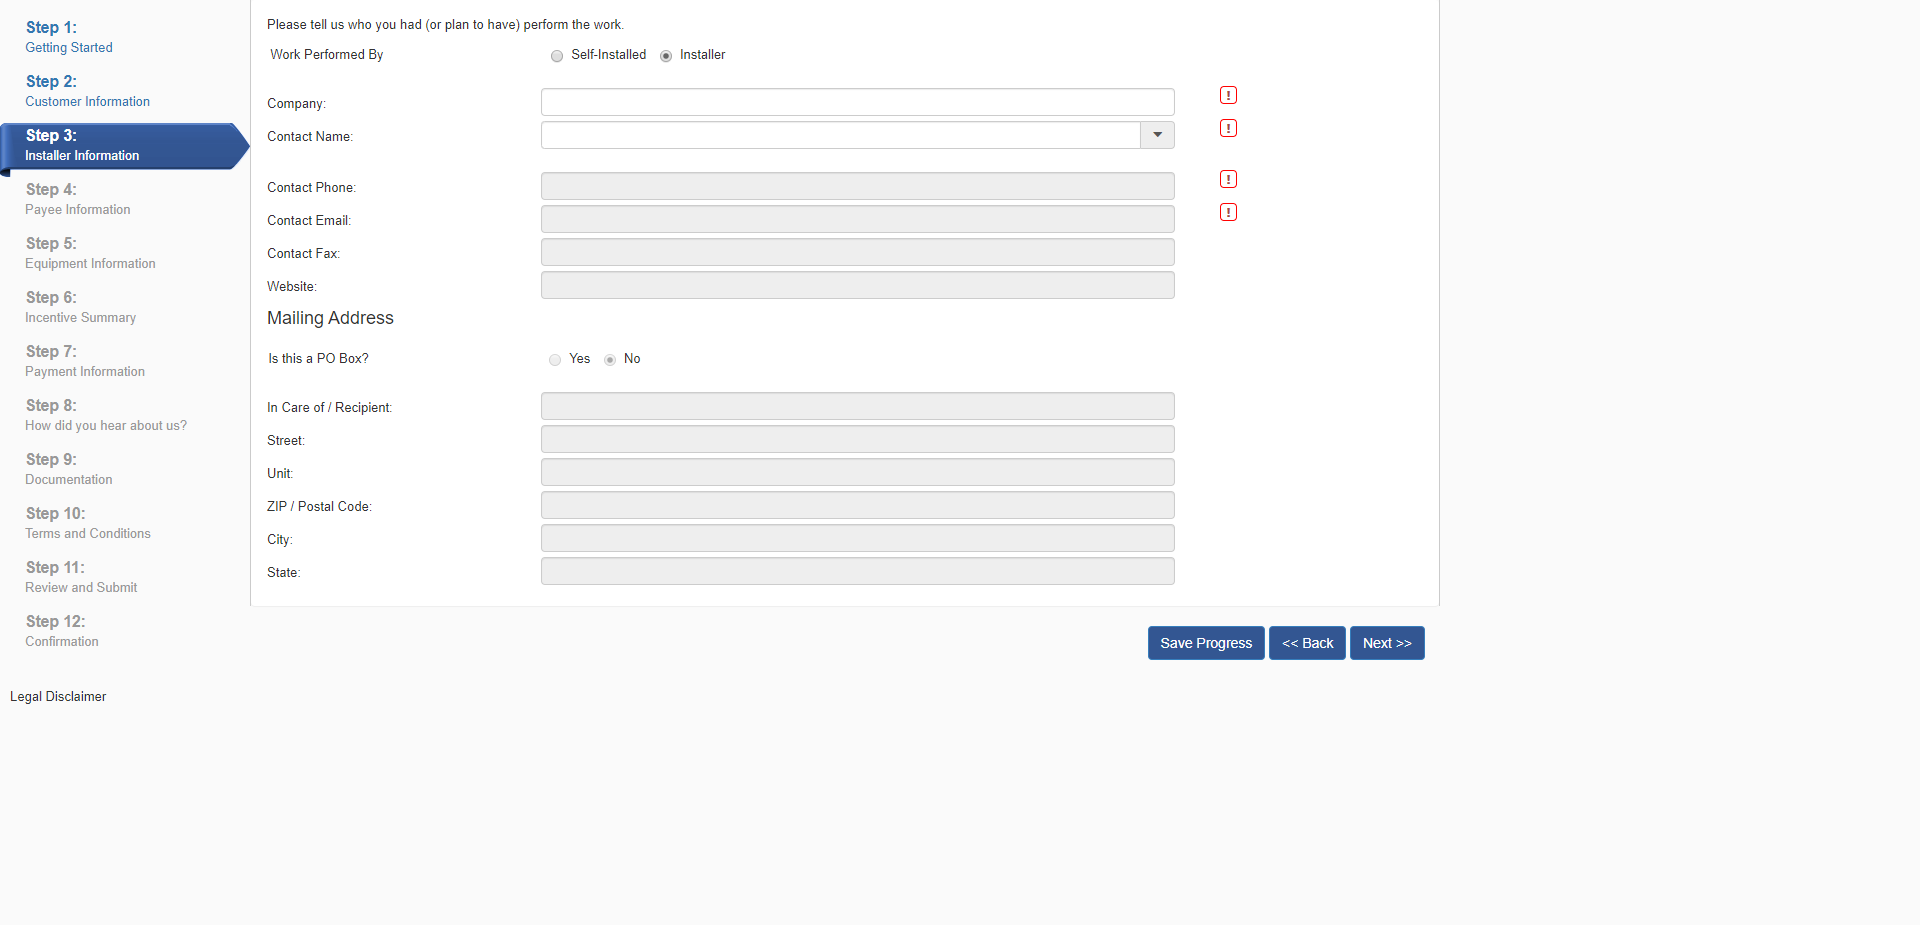 Step 1:
Getting Started
Step 2:
Customer Information
Step 3:
Installer Information
Step 4:
Payee Information
Step 5:
Equipment Information
Step 6:
Incentive Summary
Step 7:
Payment Information
Step 8:
How did you hear about us?
Step 9:
Documentation
Step 10:
Terms and Conditions
Step 11:
Review and Submit
Step 12:
Confirmation
Please tell us who you had (or plan to have) perform the work.
Work Performed By Self-Installed Installer
Company: !
Contact Name: !
Contact Phone: !
Contact Email: !
Contact Fax:
Website:
Mailing Address
Is this a PO Box? Yes No
In Care of / Recipient:
Street:
Unit:
ZIP / Postal Code:
City:
State:
Save Progress << Back Next >>
Legal Disclaimer